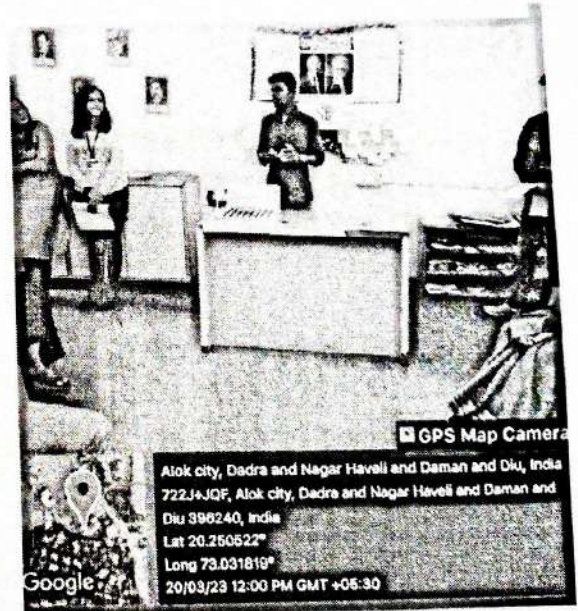 GPS Map Camera
Alok city, Dadra and Nagar Haveli and Daman and Diu, India
722J+JQF, Alok city, Dadra and Nagar Haveli and Daman and
Diu 396240, India
Lat 20.250522°
Long 73.031819°
20/03/23 12:00 PM GMT +05:30
Google